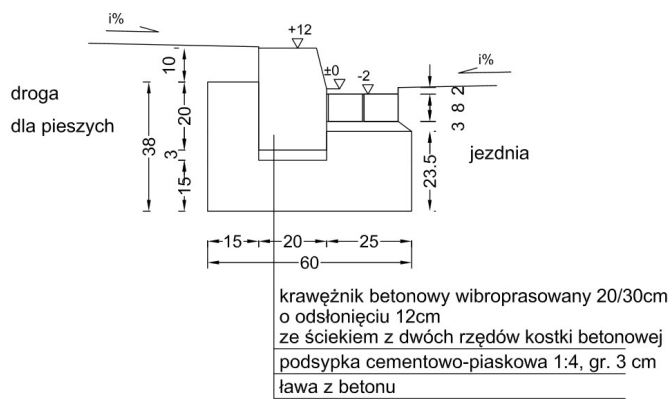 i%
+12
±0
-2
i%
10
20
3
15
38
2
8
3
23.5
droga
dla pieszych
jezdnia
15
20
25
60
krawężnik betonowy wibroprasowany 20/30cm
o odsłonięciu 12cm
ze ściekiem z dwóch rzędów kostki betonowej
podsypka cementowo-piaskowa 1:4, gr. 3 cm
ława z betonu